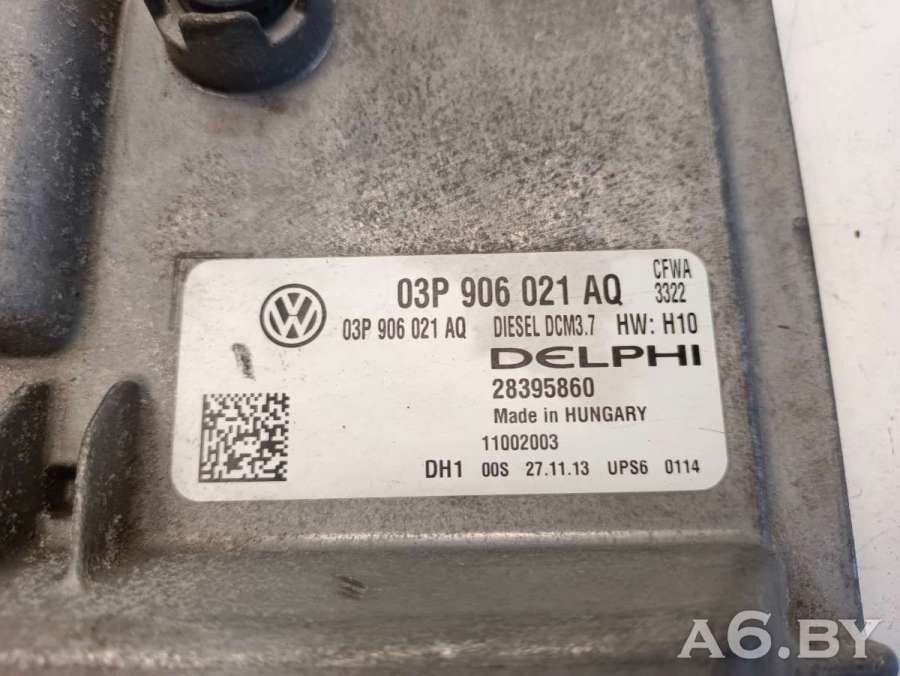 03P 906 021 AQ CFWA
3322
03P 906 021 AQ DIESEL DCM3.7 HW: H10
DELPHI
28395860
Made in HUNGARY
11002003
DH1 00S 27.11.13 UPS6 0114
A6.BY